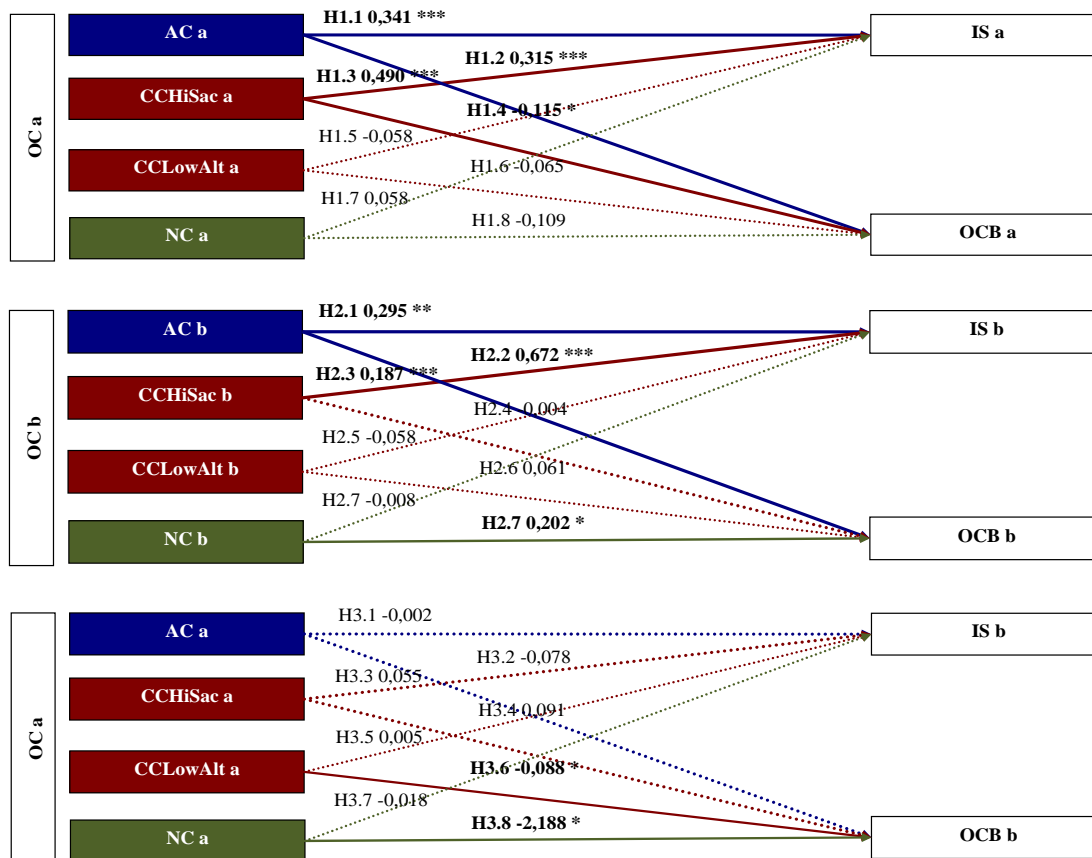 OC a
AC a
CCHiSac a
CCLowAlt a
NC a
H1.1 0,341 ***
H1.2 0,315 ***
H1.3 0,490 ***
H1.4 -0,115 *
H1.5 -0,058
H1.6 -0,065
H1.7 0,058
H1.8 -0,109
IS a
OCB a
OC b
AC b
CCHiSac b
CCLowAlt b
NC b
H2.1 0,295 **
H2.2 0,672 ***
H2.3 0,187 ***
H2.4 -0,004
H2.5 -0,058
H2.6 0,061
H2.7 -0,008
H2.7 0,202 *
IS b
OCB b
OC a
AC a
CCHiSac a
CCLowAlt a
NC a
H3.1 -0,002
H3.2 -0,078
H3.3 0,055
H3.4 0,091
H3.5 0,005
H3.6 -0,088 *
H3.7 -0,018
H3.8 -2,188 *
IS b
OCB b